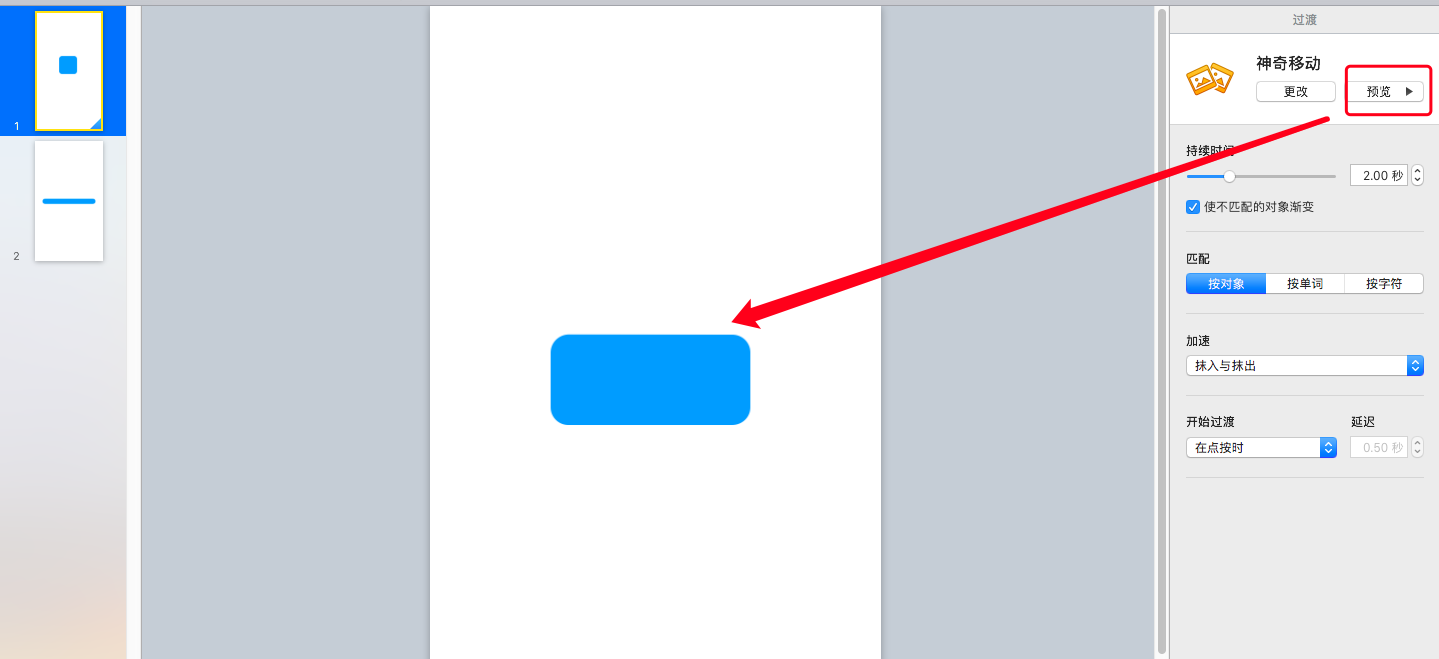 过渡
神奇移动
更改
预览
1
持续时间
2.00 秒
使不匹配的对象渐变
2
匹配
按对象
按单词
按字符
加速
抹入与抹出
开始过渡
延迟
在点按时
0.50 秒